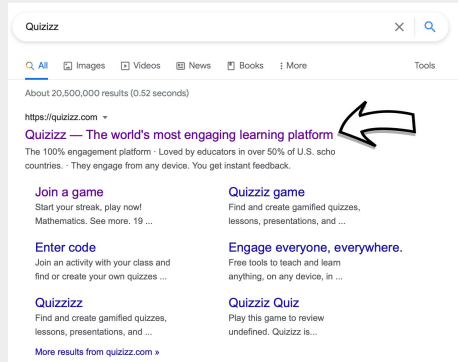 Quizizz
All Images Videos News Books More Tools
About 20,500,000 results (0.52 seconds)
https://quizizz.com
Quizizz — The world's most engaging learning platform
The 100% engagement platform · Loved by educators in over 50% of U.S. scho
countries. · They engage from any device. You get instant feedback.
Join a game
Start your streak, play now!
Mathematics. See more. 19 ...
Quizziz game
Find and create gamified quizzes,
lessons, presentations, and ...
Enter code
Join an activity with your class and
find or create your own quizzes ...
Engage everyone, everywhere.
Free tools to teach and learn
anything, on any device, in ...
Quizzizz
Find and create gamified quizzes,
lessons, presentations, and ...
Quizziz Quiz
Play this game to review
undefined. Quizizz is...
More results from quizizz.com »